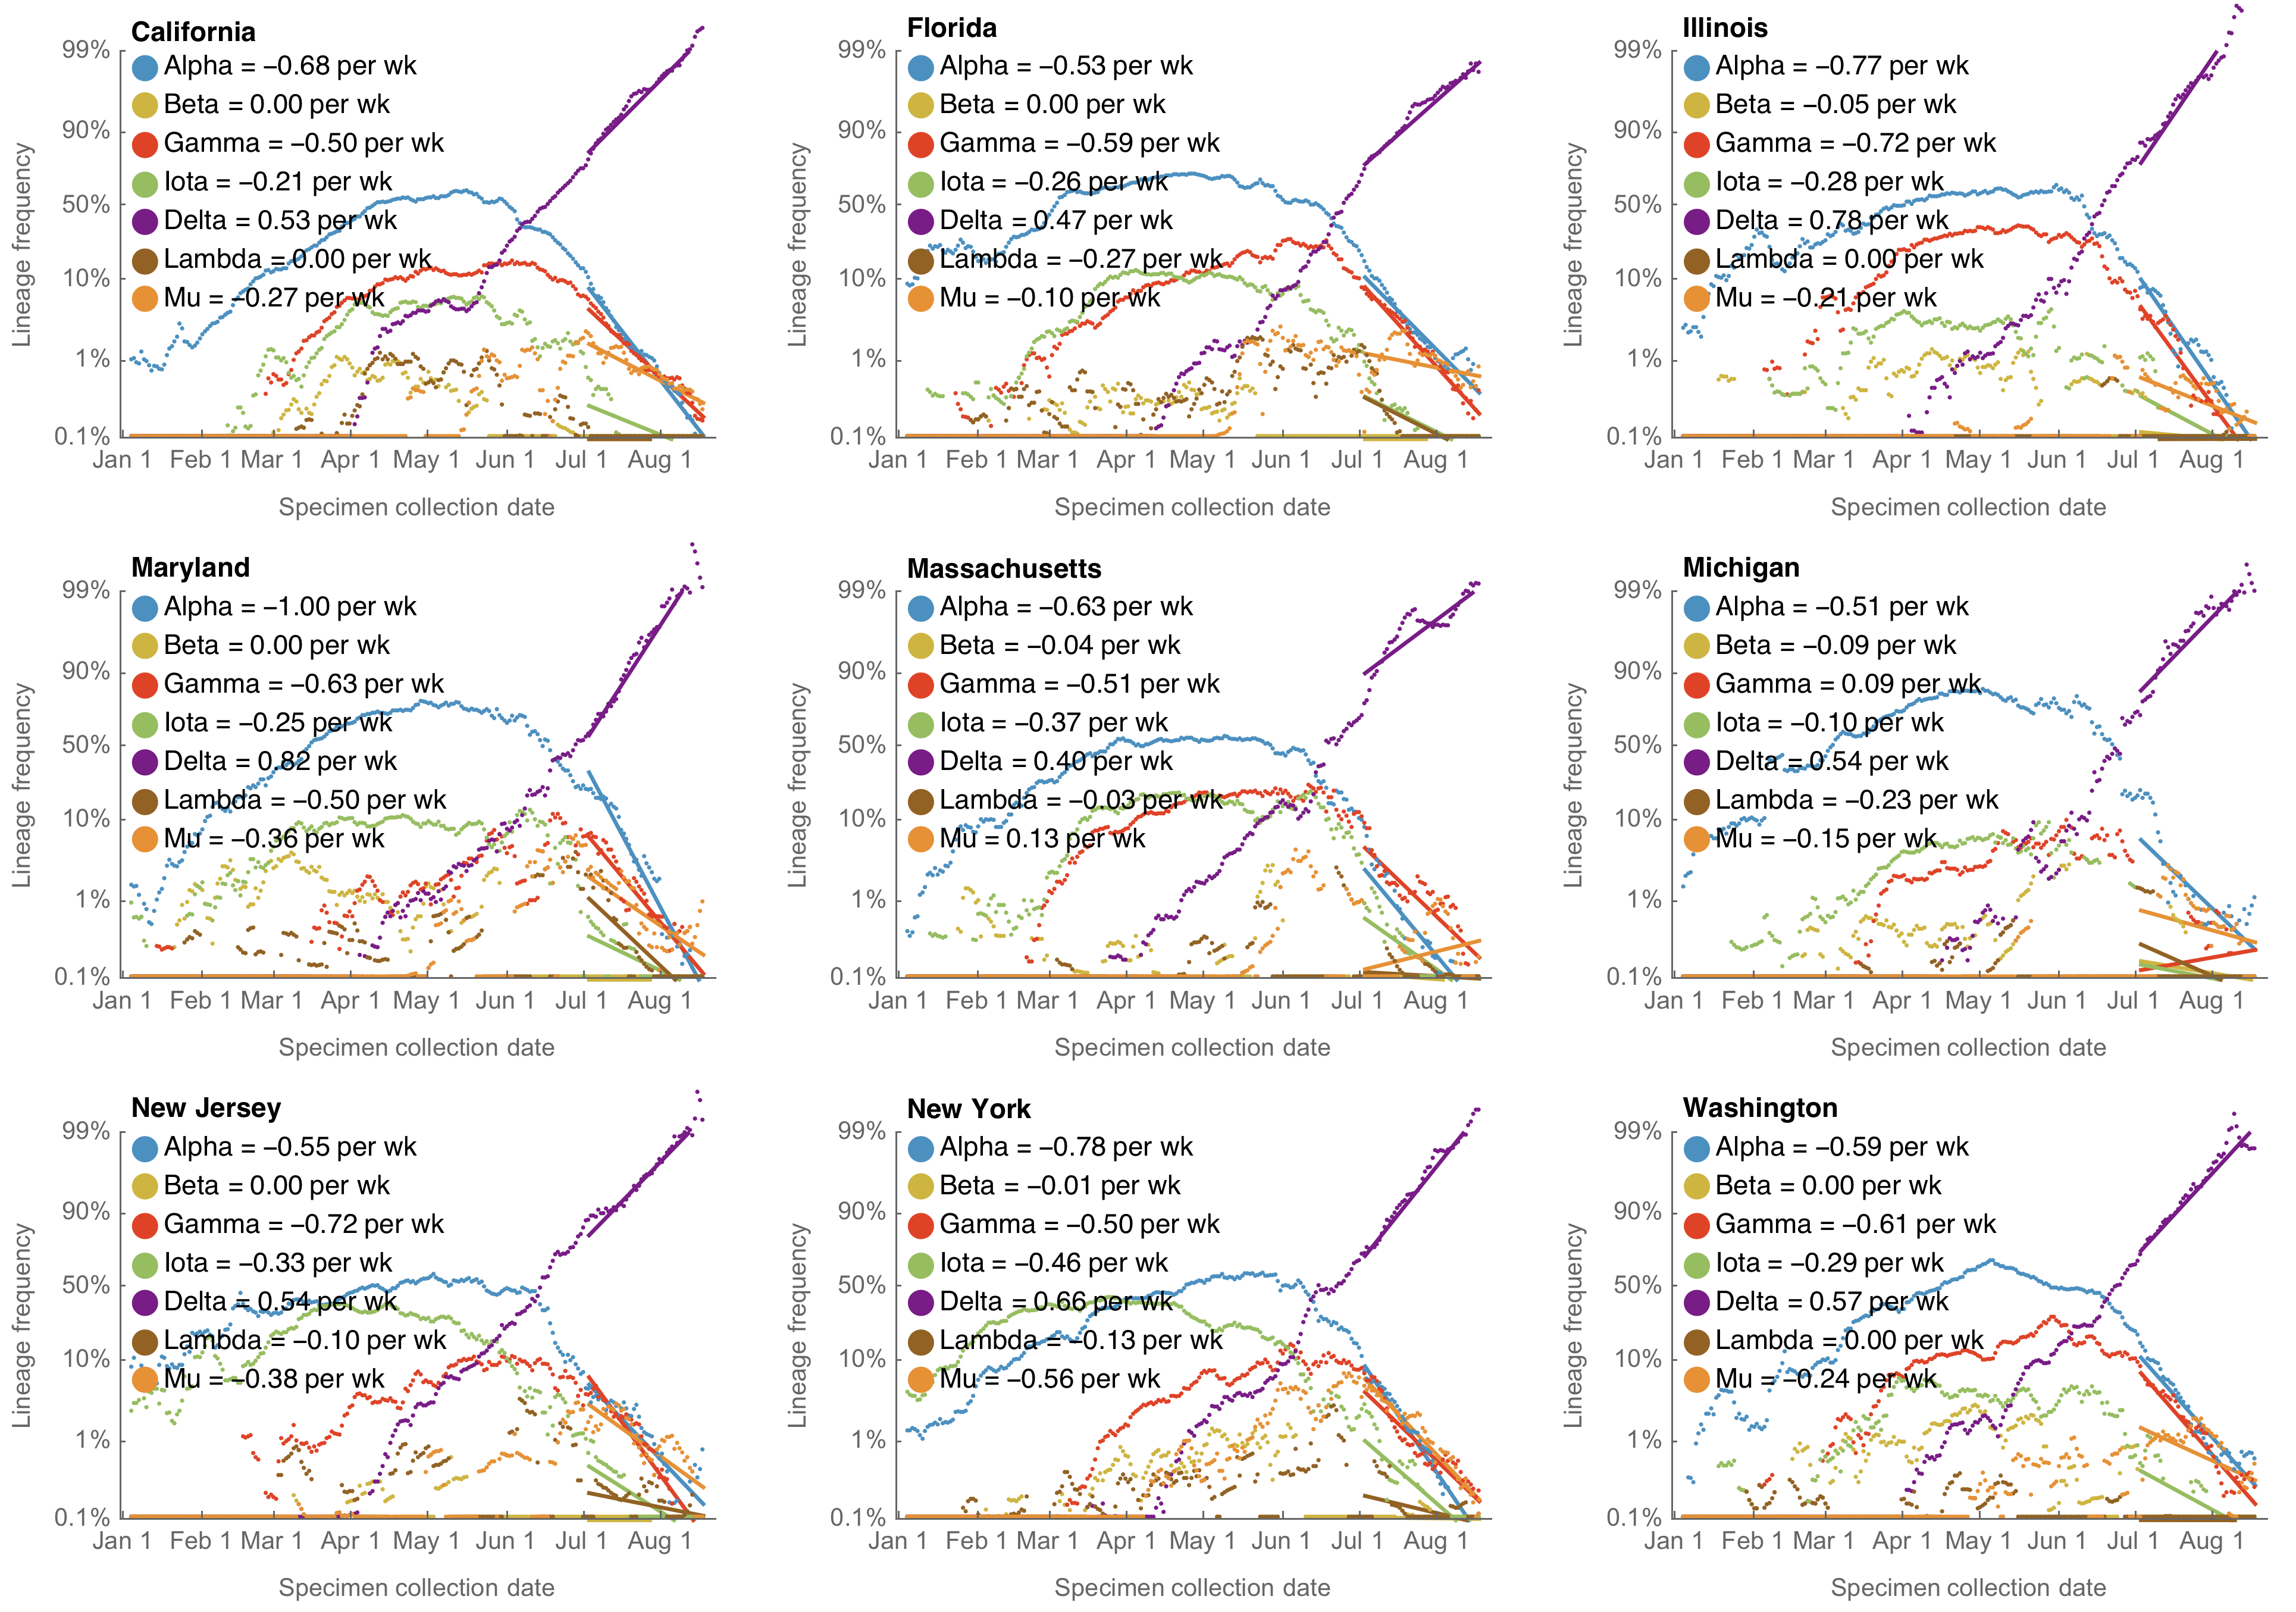 California
99%
Alpha = −0.68 per wk
Beta = 0.00 per wk
90%
Gamma = −0.50 per wk
Iota = −0.21 per wk
50%
Delta = 0.53 per wk
Lambda = 0.00 per wk
10%
Mu = −0.27 per wk
1%
0.1%
Lineage frequency
Jan 1 Feb 1 Mar 1 Apr 1 May 1 Jun 1 Jul 1 Aug 1
Specimen collection date
Florida
99%
Alpha = −0.53 per wk
Beta = 0.00 per wk
90%
Gamma = −0.59 per wk
Iota = −0.26 per wk
50%
Delta = 0.47 per wk
Lambda = −0.27 per wk
10%
Mu = −0.10 per wk
1%
0.1%
Lineage frequency
Jan 1 Feb 1 Mar 1 Apr 1 May 1 Jun 1 Jul 1 Aug 1
Specimen collection date
Illinois
99%
Alpha = −0.77 per wk
Beta = −0.05 per wk
90%
Gamma = −0.72 per wk
Iota = −0.28 per wk
50%
Delta = 0.78 per wk
Lambda = 0.00 per wk
10%
Mu = −0.21 per wk
1%
0.1%
Lineage frequency
Jan 1 Feb 1 Mar 1 Apr 1 May 1 Jun 1 Jul 1 Aug 1
Specimen collection date
Maryland
99%
Alpha = −1.00 per wk
Beta = 0.00 per wk
90%
Gamma = −0.63 per wk
Iota = −0.25 per wk
50%
Delta = 0.82 per wk
Lambda = −0.50 per wk
10%
Mu = −0.36 per wk
1%
0.1%
Lineage frequency
Jan 1 Feb 1 Mar 1 Apr 1 May 1 Jun 1 Jul 1 Aug 1
Specimen collection date
Massachusetts
99%
Alpha = −0.63 per wk
Beta = −0.04 per wk
90%
Gamma = −0.51 per wk
Iota = −0.37 per wk
50%
Delta = 0.40 per wk
Lambda = −0.03 per wk
10%
Mu = 0.13 per wk
1%
0.1%
Lineage frequency
Jan 1 Feb 1 Mar 1 Apr 1 May 1 Jun 1 Jul 1 Aug 1
Specimen collection date
Michigan
99%
Alpha = −0.51 per wk
Beta = −0.09 per wk
90%
Gamma = 0.09 per wk
Iota = −0.10 per wk
50%
Delta = 0.54 per wk
Lambda = −0.23 per wk
10%
Mu = −0.15 per wk
1%
0.1%
Lineage frequency
Jan 1 Feb 1 Mar 1 Apr 1 May 1 Jun 1 Jul 1 Aug 1
Specimen collection date
New Jersey
99%
Alpha = −0.55 per wk
Beta = 0.00 per wk
90%
Gamma = −0.72 per wk
Iota = −0.33 per wk
50%
Delta = 0.54 per wk
Lambda = −0.10 per wk
10%
Mu = −0.38 per wk
1%
0.1%
Lineage frequency
Jan 1 Feb 1 Mar 1 Apr 1 May 1 Jun 1 Jul 1 Aug 1
Specimen collection date
New York
99%
Alpha = −0.78 per wk
Beta = −0.01 per wk
90%
Gamma = −0.50 per wk
Iota = −0.46 per wk
50%
Delta = 0.66 per wk
Lambda = −0.13 per wk
10%
Mu = −0.56 per wk
1%
0.1%
Lineage frequency
Jan 1 Feb 1 Mar 1 Apr 1 May 1 Jun 1 Jul 1 Aug 1
Specimen collection date
Washington
99%
Alpha = −0.59 per wk
Beta = 0.00 per wk
90%
Gamma = −0.61 per wk
Iota = −0.29 per wk
50%
Delta = 0.57 per wk
Lambda = 0.00 per wk
10%
Mu = −0.24 per wk
1%
0.1%
Lineage frequency
Jan 1 Feb 1 Mar 1 Apr 1 May 1 Jun 1 Jul 1 Aug 1
Specimen collection date